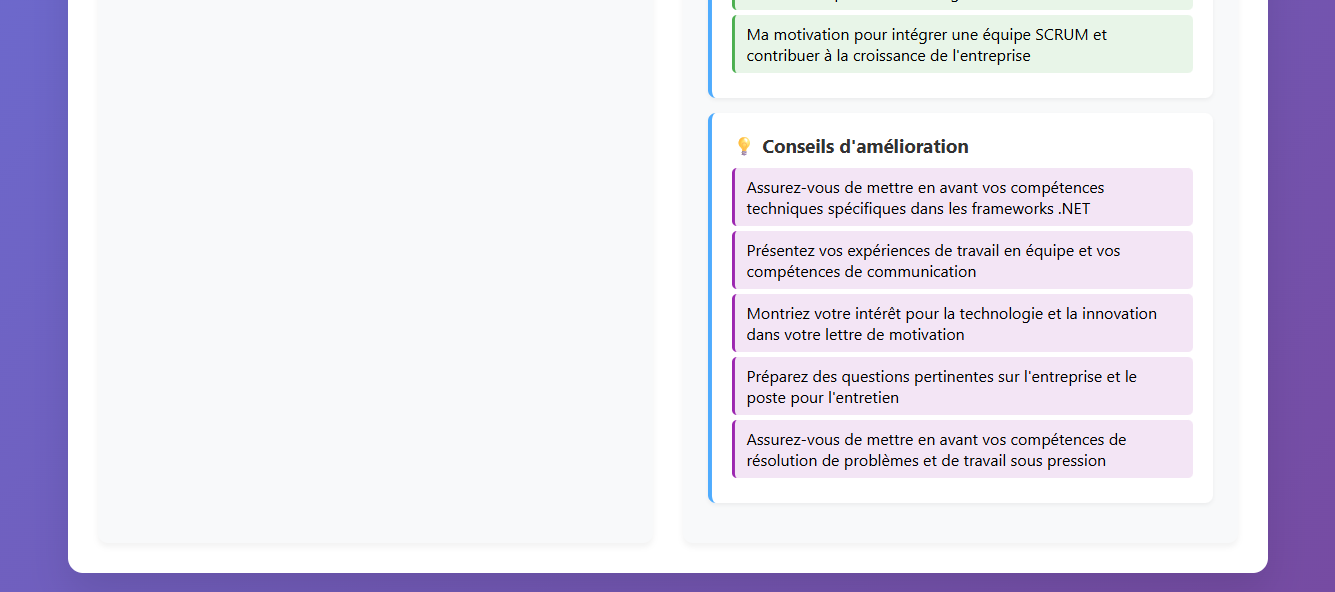 Ma motivation pour intégrer une équipe SCRUM et
contribuer à la croissance de l'entreprise
Conseils d'amélioration
Assurez-vous de mettre en avant vos compétences
techniques spécifiques dans les frameworks .NET
Présentez vos expériences de travail en équipe et vos
compétences de communication
Montriez votre intérêt pour la technologie et la innovation
dans votre lettre de motivation
Préparez des questions pertinentes sur l'entreprise et le
poste pour l'entretien
Assurez-vous de mettre en avant vos compétences de
résolution de problèmes et de travail sous pression